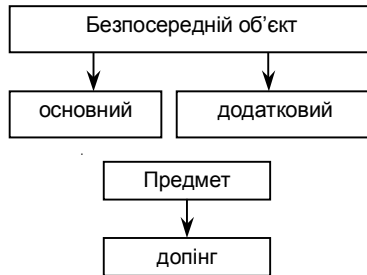 Безпосередній об’єкт
основний
додатковий
Предмет
допінг